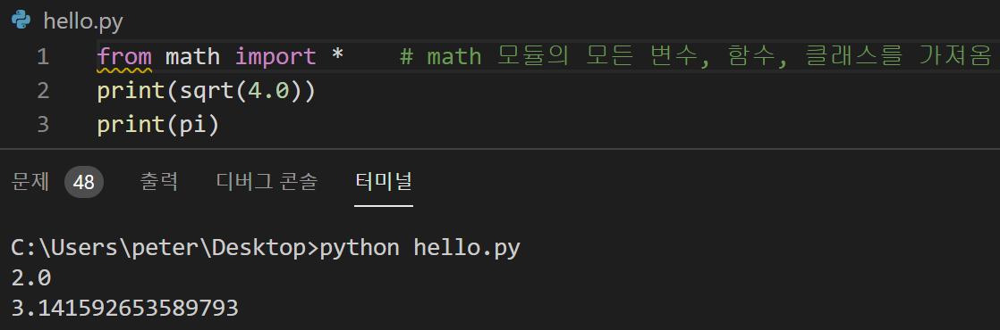 hello.py
1 from math import * # math 모듈의 모든 변수, 함수, 클래스를 가져옴
2 print(sqrt(4.0))
3 print(pi)
문제 48 출력 디버그 콘솔 터미널
C:\Users\peter\Desktop>python hello.py
2.0
3.141592653589793